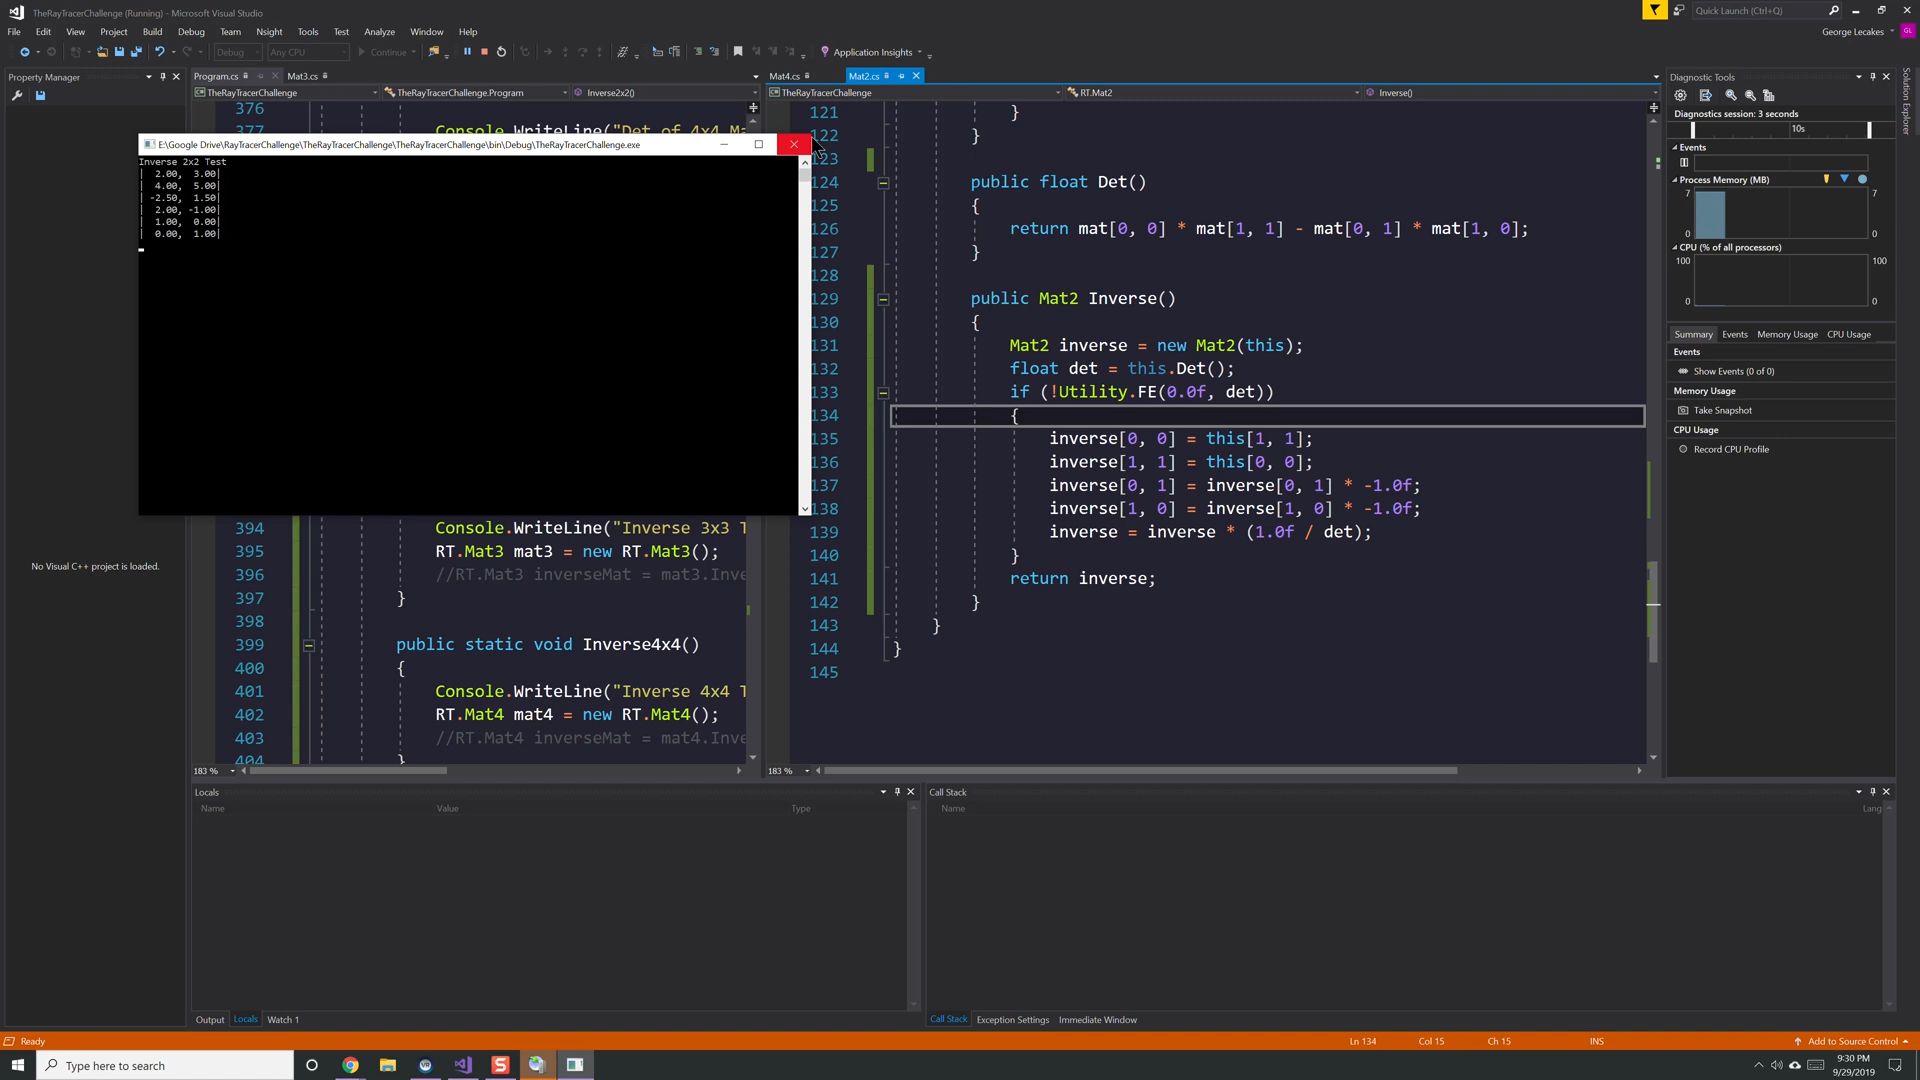 TheRayTracerChallenge (Running) - Microsoft Visual Studio
Quick Launch (Ctrl+Q)
File Edit View Project Build Debug Team Nsight Tools Test Analyze Window Help
George Lecakes
GL
Debug Any CPU Continue Application Insights
Property Manager
Program.cs Mat3.cs
Mat4.cs Mat2.cs
Diagnostic Tools
Solution Explorer
TheRayTracerChallenge TheRayTracerChallenge.Program Inverse2x2()
TheRayTracerChallenge RT.Mat2 Inverse()
376
377 Console.WriteLine("Det of 4x4 Ma
E:\Google Drive\RayTracerChallenge\TheRayTracerChallenge\TheRayTracerChallenge\bin\Debug\TheRayTracerChallenge.exe
Inverse 2x2 Test
| 2.00, 3.00|
| 4.00, 5.00|
| -2.50, 1.50|
| 2.00, -1.00|
| 1.00, 0.00|
| 0.00, 1.00|
No Visual C++ project is loaded.
394 Console.WriteLine("Inverse 3x3 T
395 RT.Mat3 mat3 = new RT.Mat3();
396 //RT.Mat3 inverseMat = mat3.Inve
397 }
398
399 public static void Inverse4x4()
400 {
401 Console.WriteLine("Inverse 4x4 T
402 RT.Mat4 mat4 = new RT.Mat4();
403 //RT.Mat4 inverseMat = mat4.Inve
404 }
183 %
121 }
122 }
123
124 public float Det()
125 {
126 return mat[0, 0] * mat[1, 1] - mat[0, 1] * mat[1, 0];
127 }
128
129 public Mat2 Inverse()
130 {
131 Mat2 inverse = new Mat2(this);
132 float det = this.Det();
133 if (!Utility.FE(0.0f, det))
134 {
135 inverse[0, 0] = this[1, 1];
136 inverse[1, 1] = this[0, 0];
137 inverse[0, 1] = inverse[0, 1] * -1.0f;
138 inverse[1, 0] = inverse[1, 0] * -1.0f;
139 inverse = inverse * (1.0f / det);
140 }
141 return inverse;
142 }
143 }
144 }
145
183 %
Diagnostics session: 3 seconds
10s
Events
Process Memory (MB)
7 7
0 0
CPU (% of all processors)
100 100
0 0
Summary Events Memory Usage CPU Usage
Events
Show Events (0 of 0)
Memory Usage
Take Snapshot
CPU Usage
Record CPU Profile
Locals
Name Value Type
Call Stack
Name Lang
Output Locals Watch 1
Call Stack Exception Settings Immediate Window
Ready Ln 134 Col 15 Ch 15 INS Add to Source Control
Type here to search
9:30 PM
9/29/2019